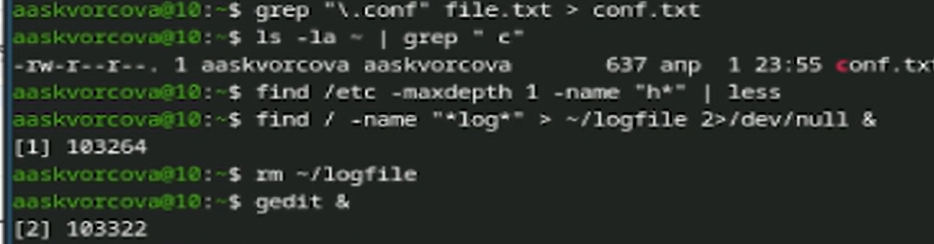 aaskvorcova@10:~$ grep "\.conf" file.txt > conf.txt
aaskvorcova@10:~$ ls -la ~ | grep " c"
-rw-r--r--. 1 aaskvorcova aaskvorcova 637 апр 1 23:55 conf.txt
aaskvorcova@10:~$ find /etc -maxdepth 1 -name "h*" | less
aaskvorcova@10:~$ find / -name "*log*" > ~/logfile 2>/dev/null &
[1] 103264
aaskvorcova@10:~$ rm ~/logfile
aaskvorcova@10:~$ gedit &
[2] 103322